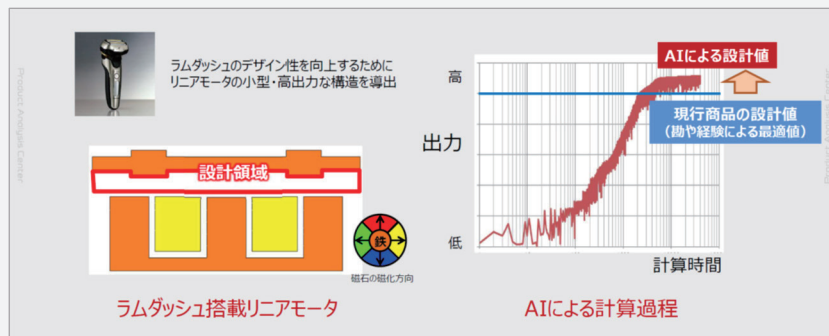 ラムダッシュのデザイン性を向上するために
リニアモータの小型・高出力な構造を導出
設計領域
鉄
磁石の磁化方向
ラムダッシュ搭載リニアモータ
AIによる設計値
現行商品の設計値
(勘や経験による最適値)
高
出力
低
計算時間
AIによる計算過程
Product Analysis Center